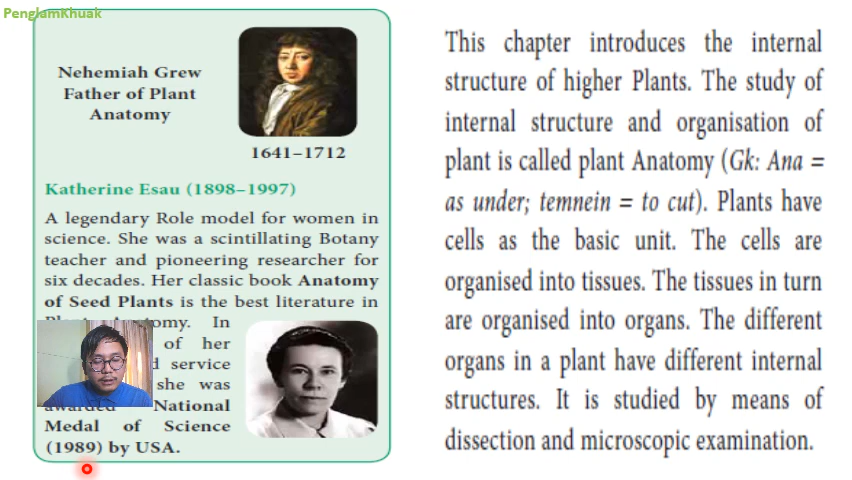 PenglamKhuak
Nehemiah Grew
Father of Plant
Anatomy
1641–1712
Katherine Esau (1898–1997)
A legendary Role model for women in
science. She was a scintillating Botany
teacher and pioneering researcher for
six decades. Her classic book Anatomy
of Seed Plants is the best literature in
In
of her
service
she was
National
Medal of Science
(1989) by USA.
This chapter introduces the internal
structure of higher Plants. The study of
internal structure and organisation of
plant is called plant Anatomy (Gk: Ana =
as under; temnein = to cut). Plants have
cells as the basic unit. The cells are
organised into tissues. The tissues in turn
are organised into organs. The different
organs in a plant have different internal
structures. It is studied by means of
dissection and microscopic examination.